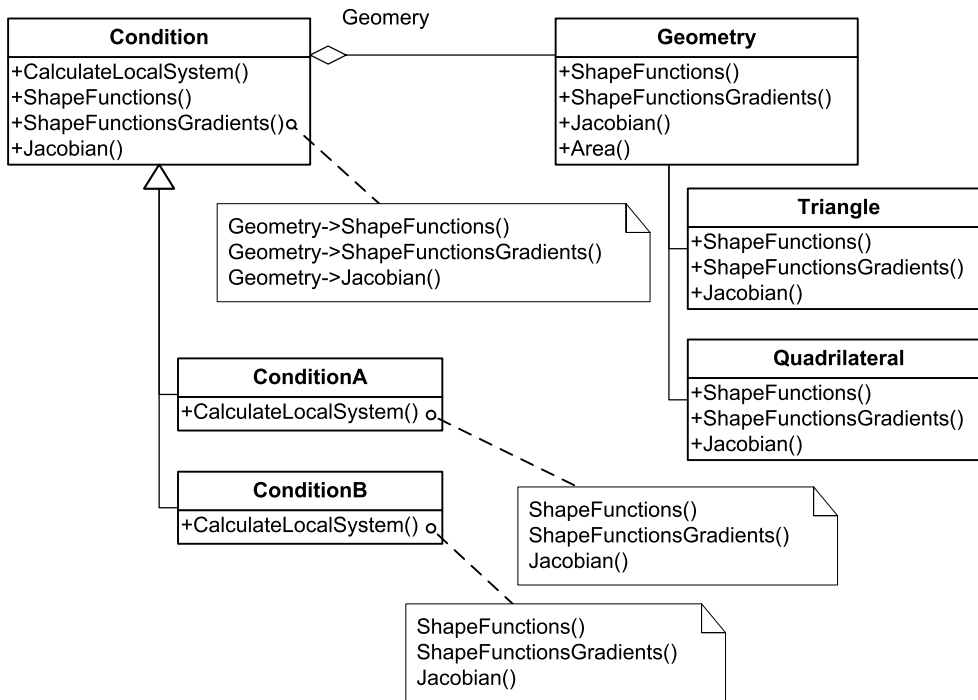 Geomery
Condition
+CalculateLocalSystem()
+ShapeFunctions()
+ShapeFunctionsGradients()
+Jacobian()
Geometry
+ShapeFunctions()
+ShapeFunctionsGradients()
+Jacobian()
+Area()
Geometry->ShapeFunctions()
Geometry->ShapeFunctionsGradients()
Geometry->Jacobian()
Triangle
+ShapeFunctions()
+ShapeFunctionsGradients()
+Jacobian()
Quadrilateral
+ShapeFunctions()
+ShapeFunctionsGradients()
+Jacobian()
ConditionA
+CalculateLocalSystem()
ConditionB
+CalculateLocalSystem()
ShapeFunctions()
ShapeFunctionsGradients()
Jacobian()
ShapeFunctions()
ShapeFunctionsGradients()
Jacobian()